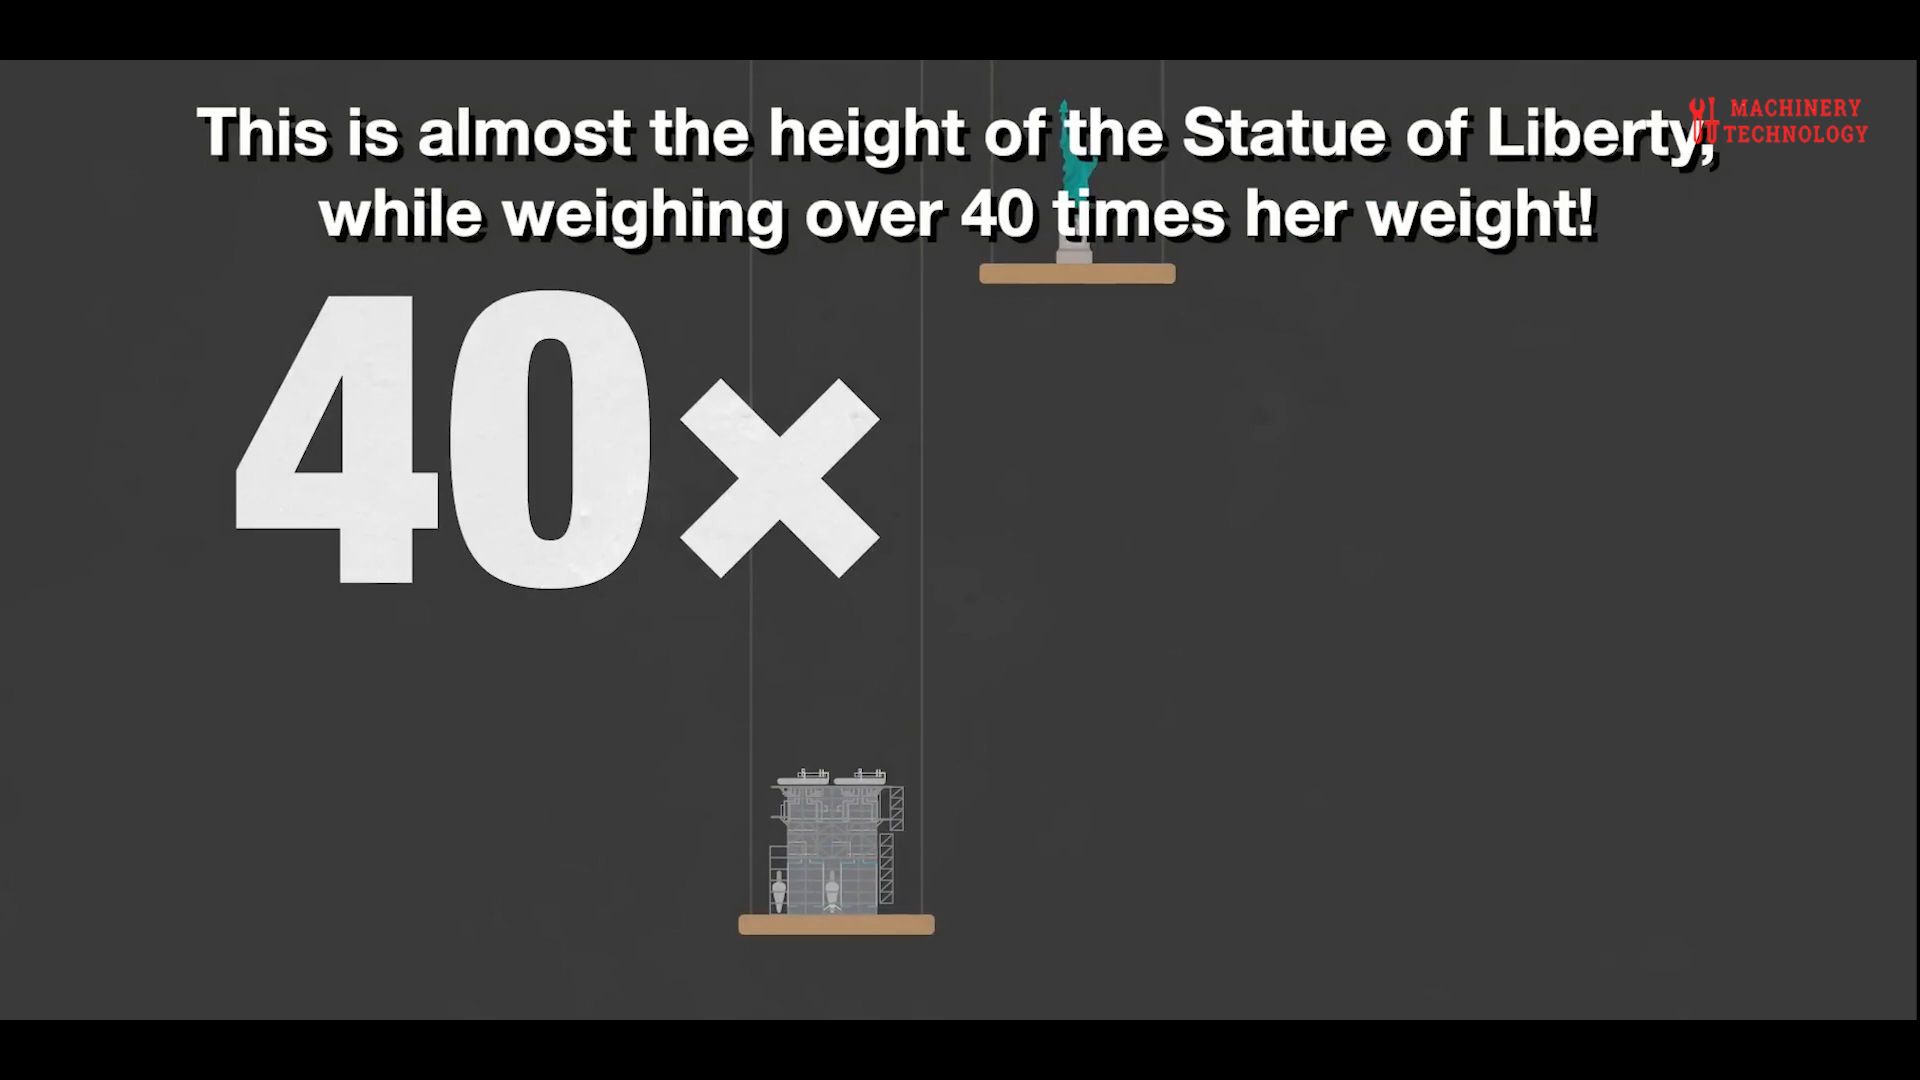 This is almost the height of the Statue of Liberty,
while weighing over 40 times her weight!
MACHINERY
TECHNOLOGY
40×